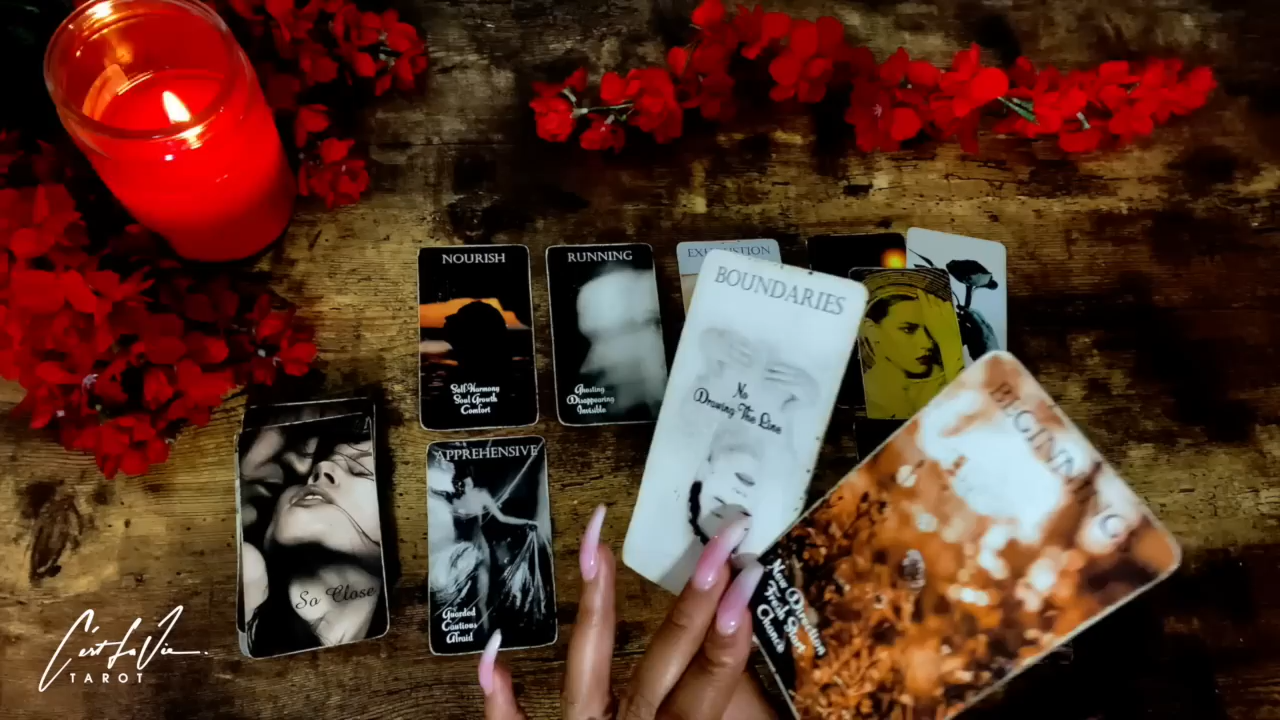 NOURISH
Self Harmony
Soul Growth
Comfort
RUNNING
Ghosting
Disappearing
Invisible
BOUNDARIES
No
Drawing The Line
BEGINNING
New Direction
Fresh Start
Chance
APPREHENSIVE
Guarded
Cautious
Afraid
So Close
C'est La Vie.
TAROT